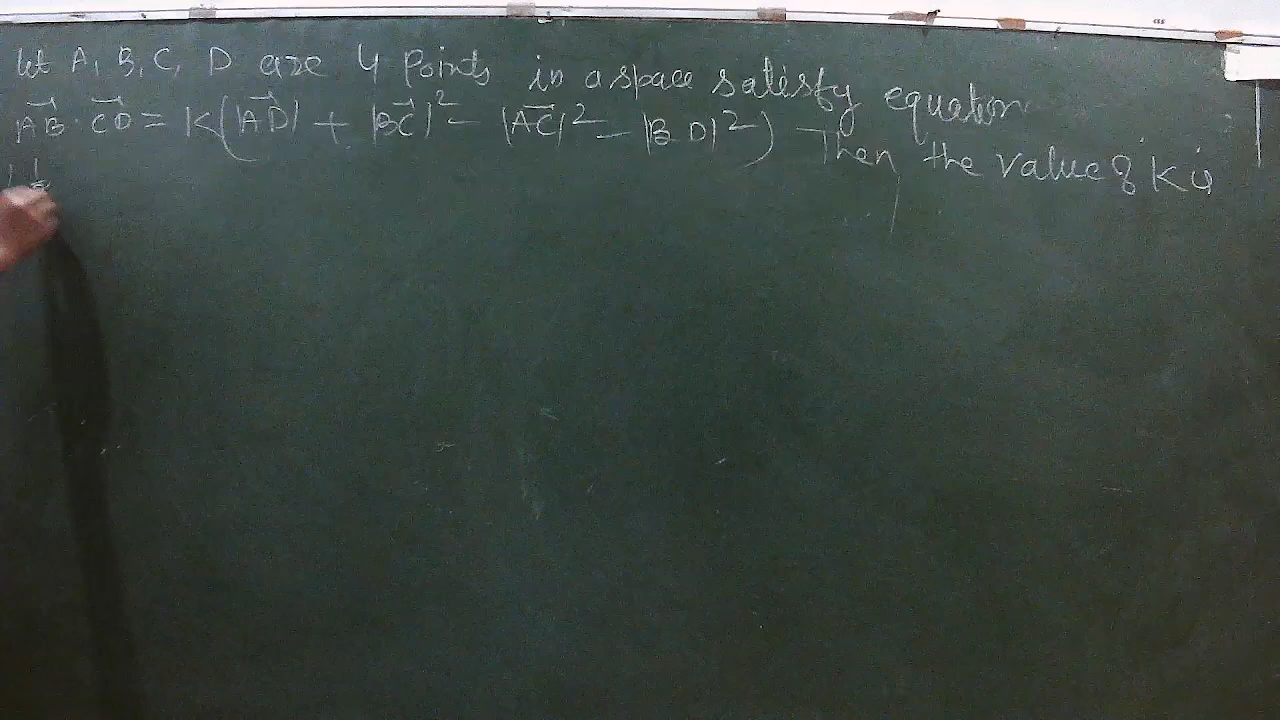 let A, B, C, D are 4 Points in a space satisfy equation
AB⃗ · CD⃗ = K(|AD⃗| + |BC⃗|² - |AC⃗|² - |BD|²) Then the value of K is